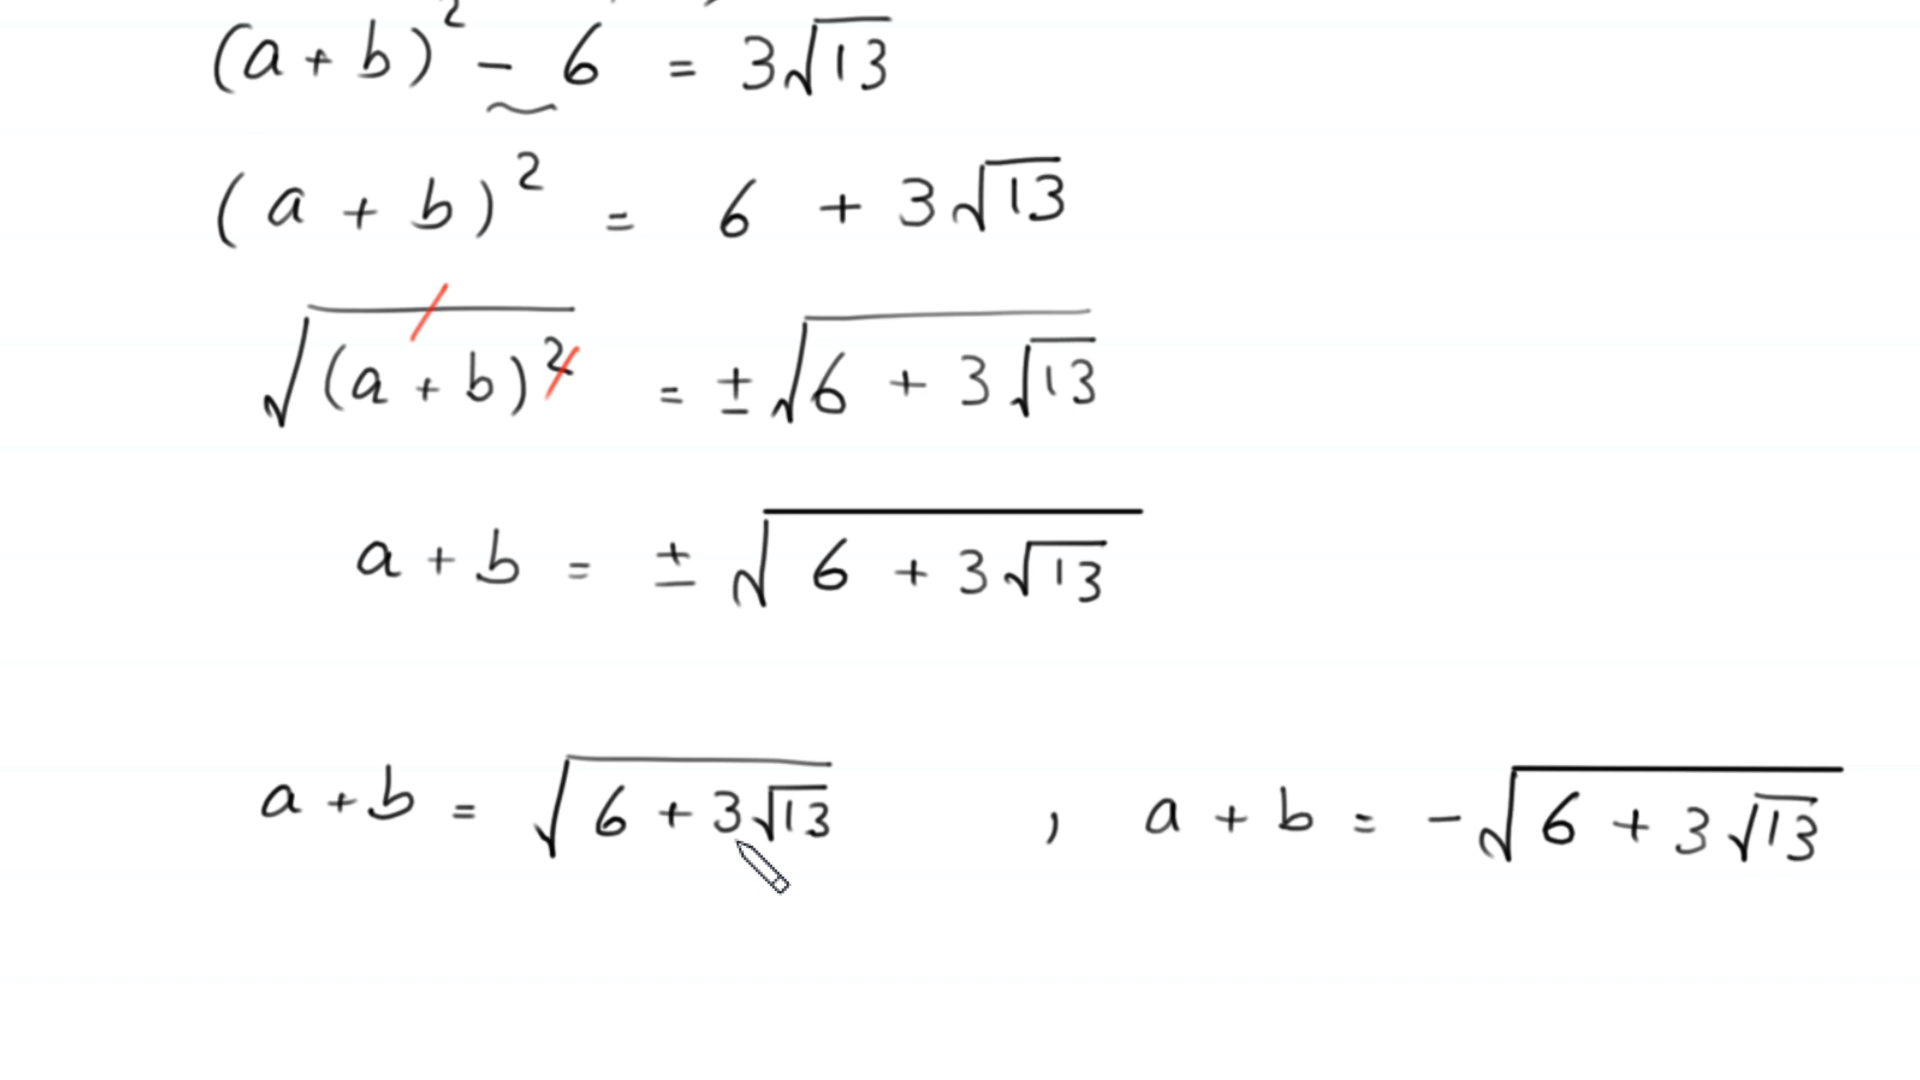 (a + b)² - 6 = 3√13
(a + b)² = 6 + 3√13
√(a + b)² = ±√(6 + 3√13)
a + b = ±√(6 + 3√13)
a + b = √(6 + 3√13) , a + b = -√(6 + 3√13)